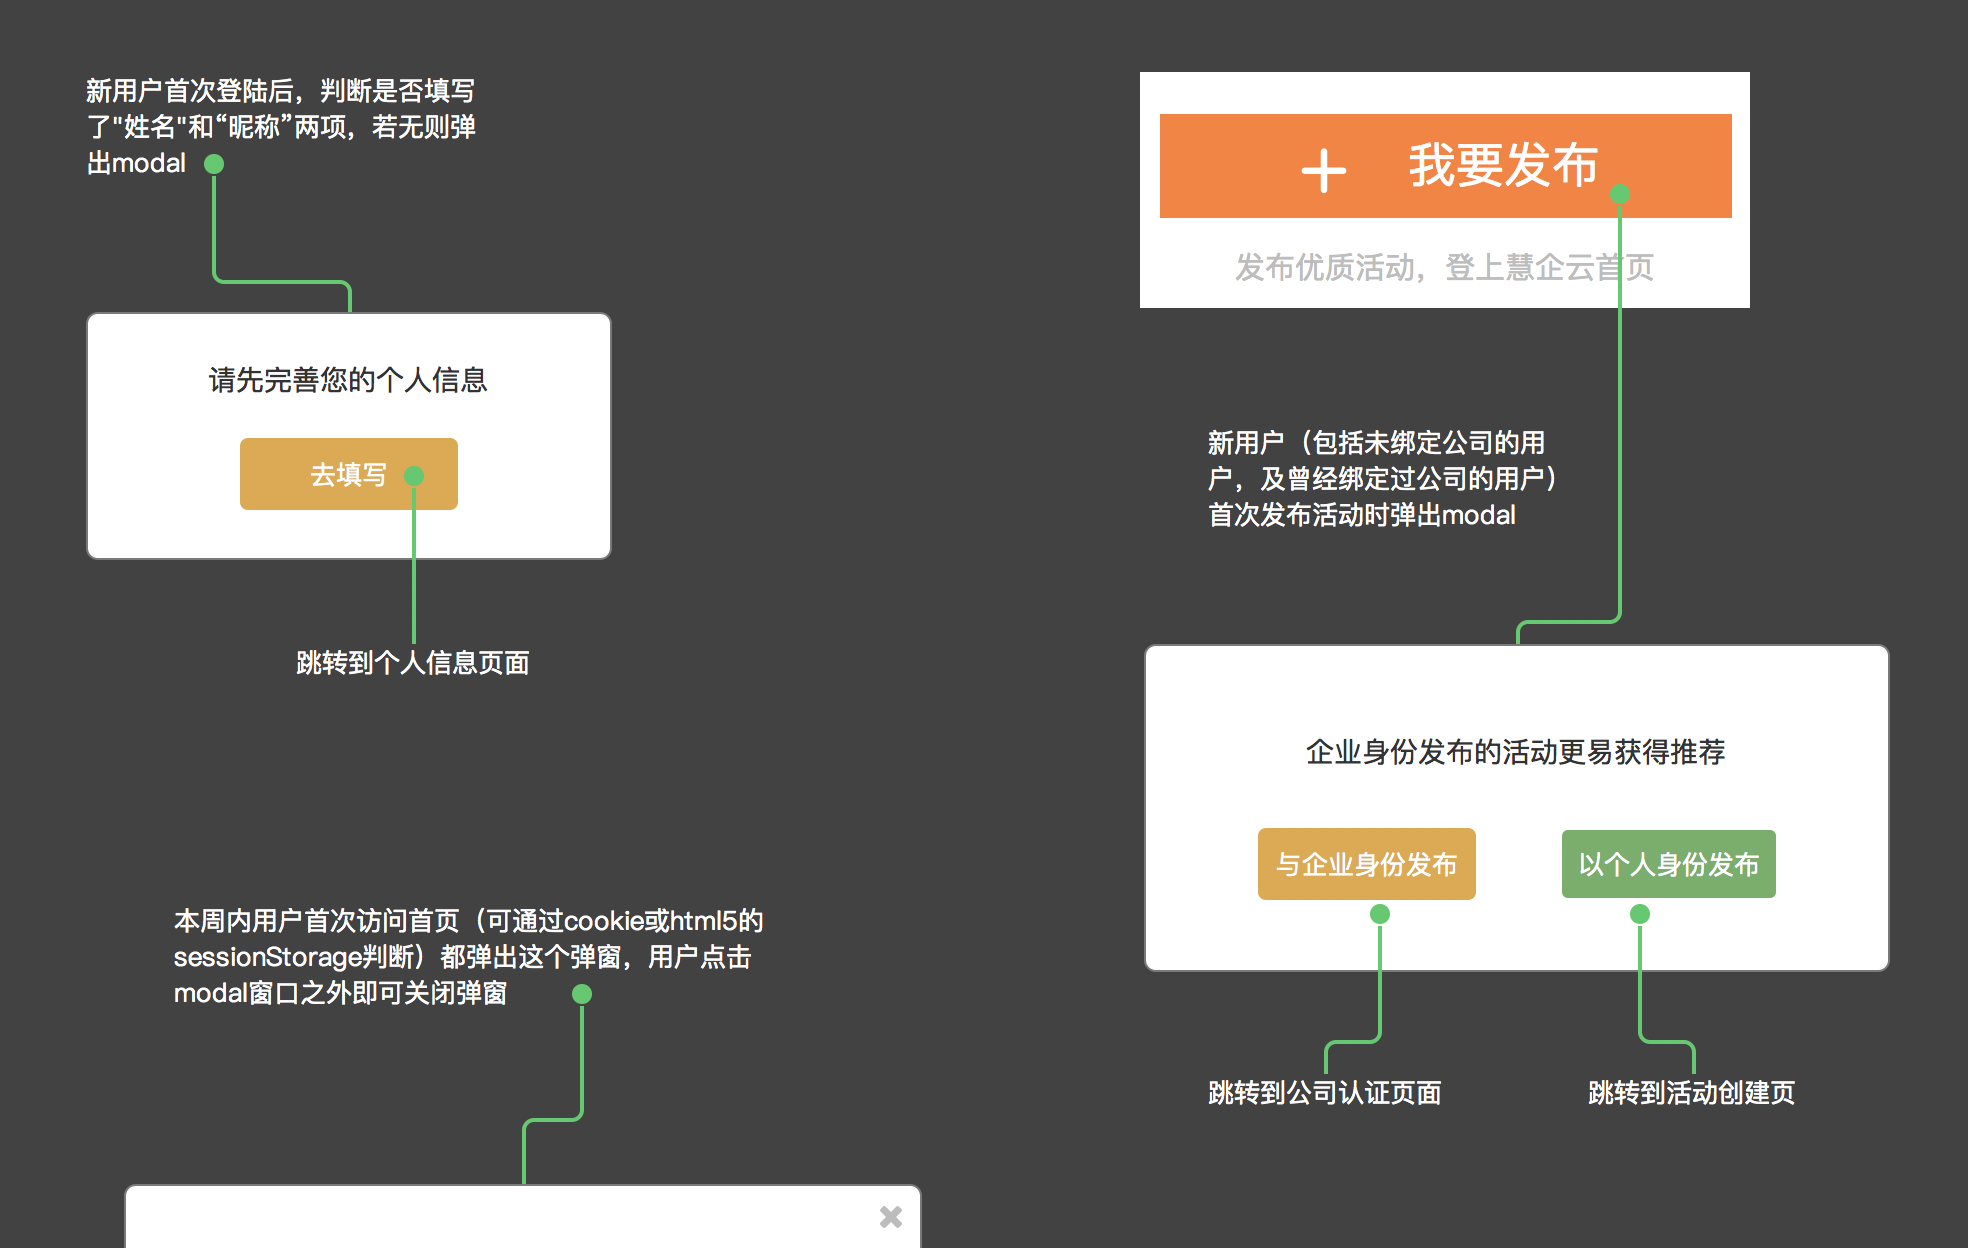 新用户首次登陆后，判断是否填写
了"姓名"和“昵称”两项，若无则弹
出modal
请先完善您的个人信息
去填写
跳转到个人信息页面
本周内用户首次访问首页（可通过cookie或html5的
sessionStorage判断）都弹出这个弹窗，用户点击
modal窗口之外即可关闭弹窗
我要发布
发布优质活动，登上慧企云首页
新用户（包括未绑定公司的用
户，及曾经绑定过公司的用户）
首次发布活动时弹出modal
企业身份发布的活动更易获得推荐
与企业身份发布
以个人身份发布
跳转到公司认证页面
跳转到活动创建页